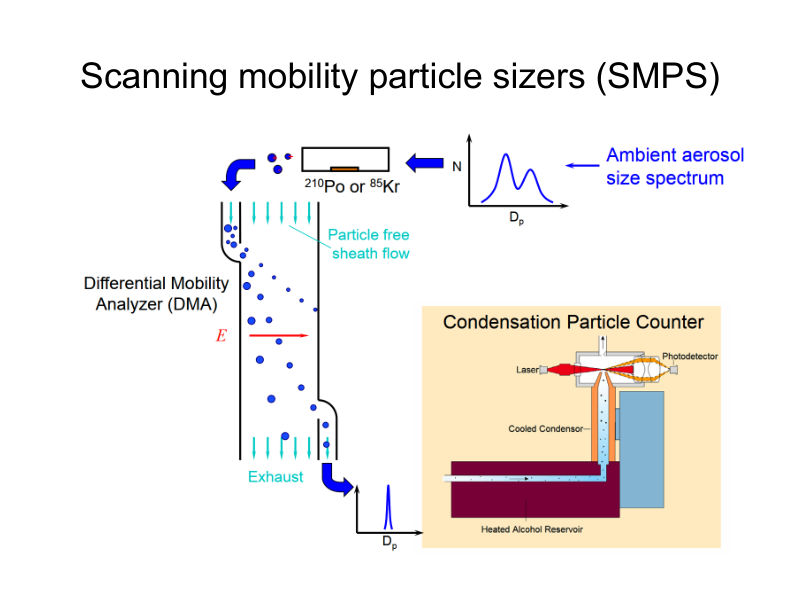 Scanning mobility particle sizers (SMPS)
N
Ambient aerosol
size spectrum
210Po or 85Kr
Dp
Particle free
sheath flow
Differential Mobility
Analyzer (DMA)
E
Condensation Particle Counter
Photodetector
Laser
Cooled Condensor
Exhaust
Heated Alcohol Reservoir
Dp